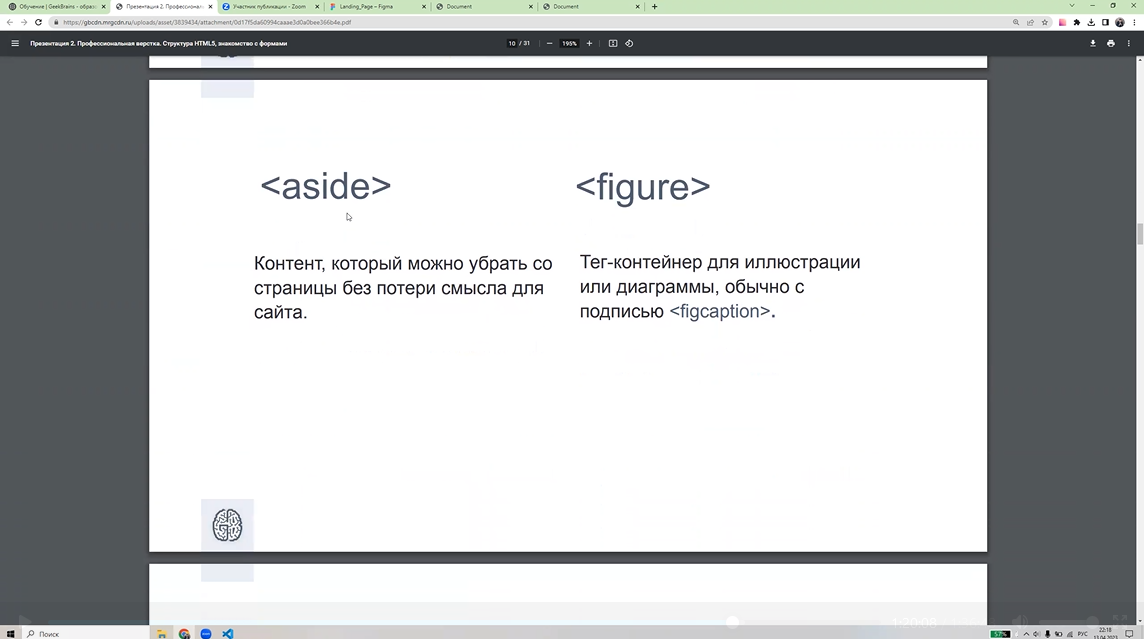 Обучение | GeekBrains - образо
Презентация 2. Профессиональн
Участник публикации - Zoom
Landing_Page – Figma
Document
Document
https://gbcdn.mrgcdn.ru/uploads/asset/3839434/attachment/0d17f5da60994caaae3d0a0bee366b4e.pdf
Презентация 2. Профессиональная верстка. Структура HTML5, знакомство с формами
10 / 31
195%
<aside>
<figure>
Контент, который можно убрать со
страницы без потери смысла для
сайта.
Тег-контейнер для иллюстрации
или диаграммы, обычно с
подписью <figcaption>.
Поиск
57%
РУС
22:18
13.04.2023